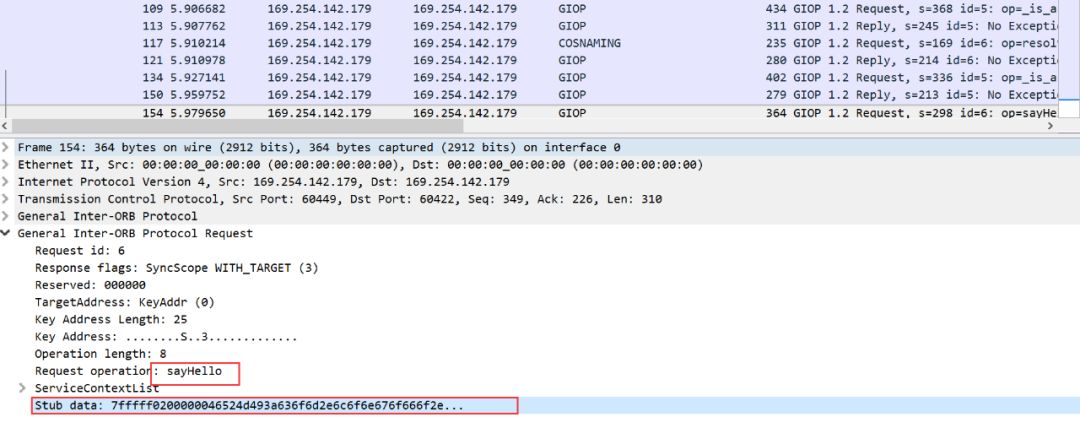 109 5.906682 169.254.142.179 169.254.142.179 GIOP 434 GIOP 1.2 Request, s=368 id=5: op=_is_a
113 5.907762 169.254.142.179 169.254.142.179 GIOP 311 GIOP 1.2 Reply, s=245 id=5: No Excepti
117 5.910214 169.254.142.179 169.254.142.179 COSNAMING 235 GIOP 1.2 Request, s=169 id=6: op=resol
121 5.910978 169.254.142.179 169.254.142.179 GIOP 280 GIOP 1.2 Reply, s=214 id=6: No Excepti
134 5.927141 169.254.142.179 169.254.142.179 GIOP 402 GIOP 1.2 Request, s=336 id=5: op=_is_a
150 5.959752 169.254.142.179 169.254.142.179 GIOP 279 GIOP 1.2 Reply, s=213 id=5: No Excepti
154 5.979650 169.254.142.179 169.254.142.179 GIOP 364 GIOP 1.2 Request, s=298 id=6: op=sayHe
Frame 154: 364 bytes on wire (2912 bits), 364 bytes captured (2912 bits) on interface 0
Ethernet II, Src: 00:00:00_00:00:00 (00:00:00:00:00:00), Dst: 00:00:00_00:00:00 (00:00:00:00:00:00)
Internet Protocol Version 4, Src: 169.254.142.179, Dst: 169.254.142.179
Transmission Control Protocol, Src Port: 60449, Dst Port: 60422, Seq: 349, Ack: 226, Len: 310
General Inter-ORB Protocol
General Inter-ORB Protocol Request
Request id: 6
Response flags: SyncScope WITH_TARGET (3)
Reserved: 000000
TargetAddress: KeyAddr (0)
Key Address Length: 25
Key Address: ........S..3.............
Operation length: 8
Request operation: sayHello
ServiceContextList
Stub data: 7fffff0200000046524d493a636f6d2e6c6f6e676f666f2e...